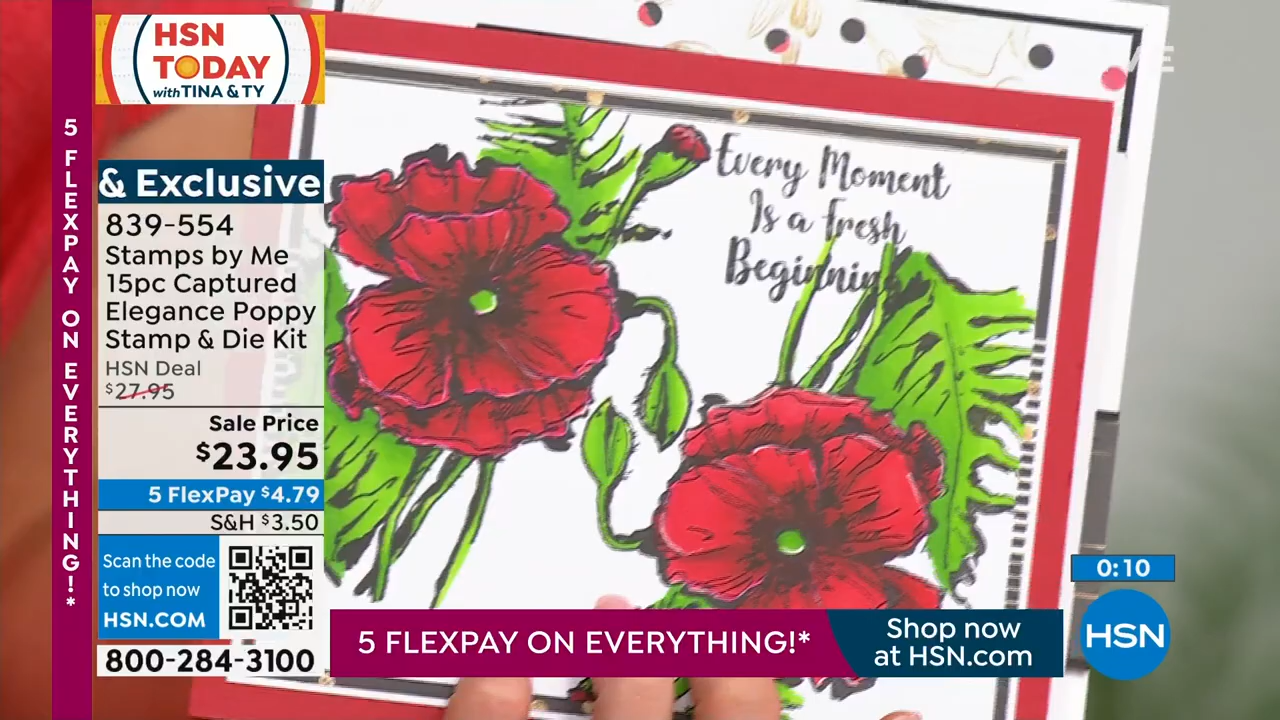 5 FLEXPAY ON EVERYTHING!*
HSN
TODAY
with TINA & TY
& Exclusive
839-554
Stamps by Me
15pc Captured
Elegance Poppy
Stamp & Die Kit
HSN Deal
$27.95
Sale Price
$23.95
5 FlexPay $4.79
S&H $3.50
Scan the code
to shop now
HSN.COM
800-284-3100
Every Moment
Is a Fresh
Beginning
5 FLEXPAY ON EVERYTHING!*
Shop now
at HSN.com
0:10
HSN